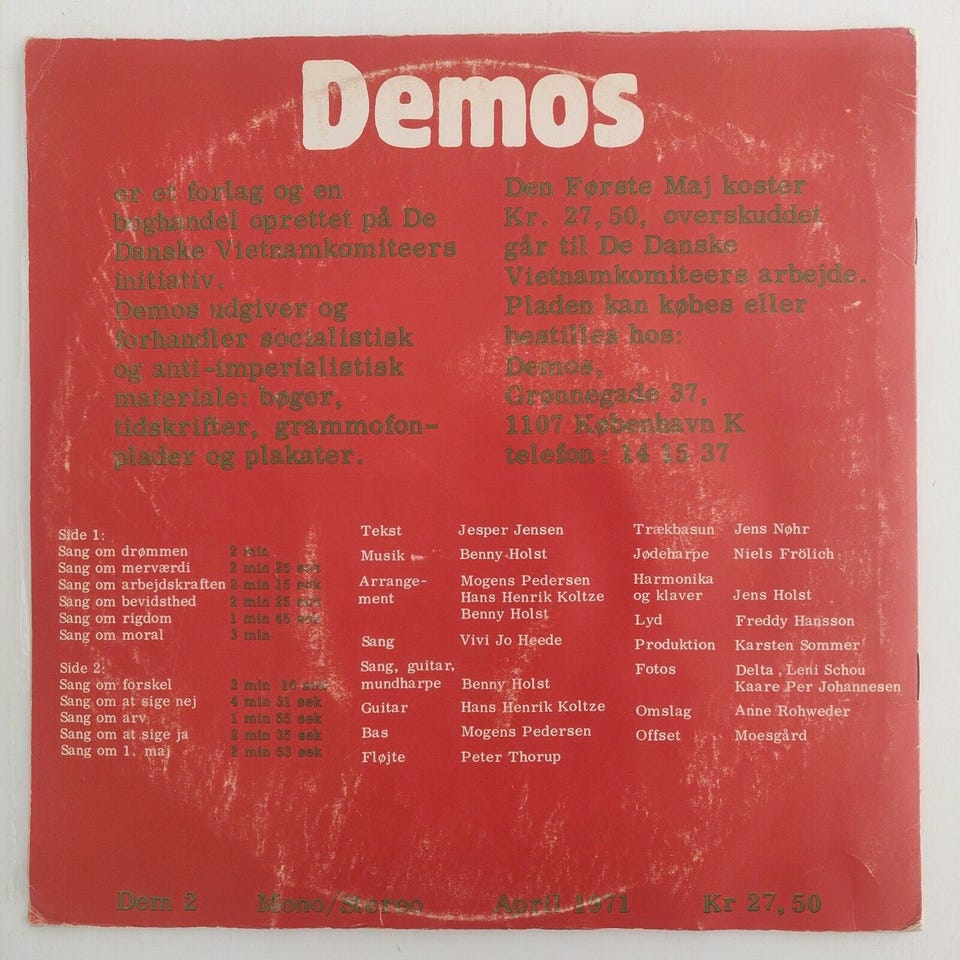 Demos
er et forlag og en
boghandel oprettet på De
Danske Vietnamkomiteers
initiativ.
Demos udgiver og
forhandler socialistisk
og anti-imperialistisk
materiale: bøger,
tidskrifter, grammofon-
plader og plakater.
Den Første Maj koster
Kr. 27,50, overskuddet
går til De Danske
Vietnamkomiteers arbejde.
Pladen kan købes eller
bestilles hos:
Demos,
Grønnegade 37,
1107 København K
telefon: 14 15 37
Side 1:
Sang om drømmen 2 min
Sang om merværdi 2 min 25 sek
Sang om arbejdskraften 2 min 15 sek
Sang om bevidsthed 2 min 25 sek
Sang om rigdom 1 min 45 sek
Sang om moral 3 min
Side 2:
Sang om forskel 3 min 10 sek
Sang om at sige nej 4 min 31 sek
Sang om arv 1 min 55 sek
Sang om at sige ja 2 min 35 sek
Sang om 1. maj 2 min 53 sek
Tekst Jesper Jensen
Musik Benny Holst
Arrange- Mogens Pedersen
ment Hans Henrik Koltze
Benny Holst
Sang Vivi Jo Heede
Sang, guitar,
mundharpe Benny Holst
Guitar Hans Henrik Koltze
Bas Mogens Pedersen
Fløjte Peter Thorup
Trækbasun Jens Nøhr
Jødeharpe Niels Frölich
Harmonika
og klaver Jens Holst
Lyd Freddy Hansson
Produktion Karsten Sommer
Fotos Delta, Leni Schou
Kaare Per Johannesen
Omslag Anne Rohweder
Offset Moesgård
Dem 2 Mono/Stereo April 1971 Kr 27,50